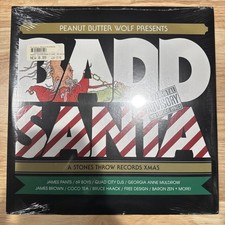 PEANUT BUTTER WOLF PRESENTS
BADD
SANTA
A STONES THROW RECORDS XMAS
JAMES PANTS / 69 BOYS / QUAD CITY DJS / GEORGIA ANNE MULDROW
JAMES BROWN / COCO TEA / BRUCE HAACK / FREE DESIGN / BARON ZEN + MORE!